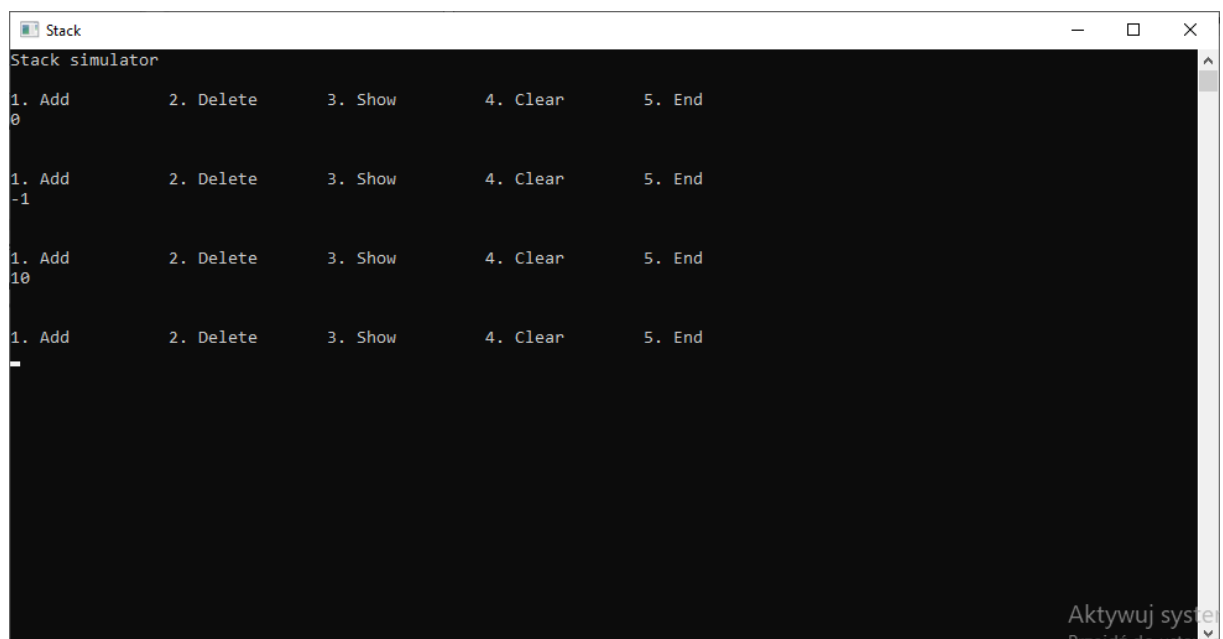 Stack
Stack simulator
1. Add 2. Delete 3. Show 4. Clear 5. End
0
1. Add 2. Delete 3. Show 4. Clear 5. End
-1
1. Add 2. Delete 3. Show 4. Clear 5. End
10
1. Add 2. Delete 3. Show 4. Clear 5. End
Aktywuj system